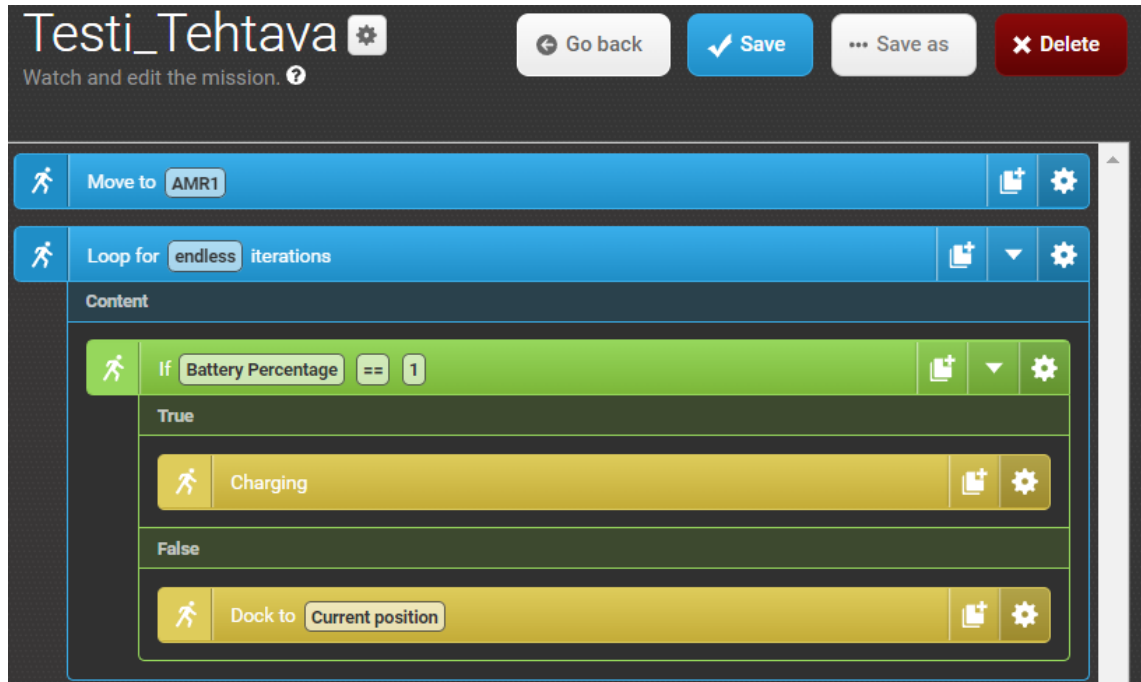 Testi_Tehtava
Go back
Save
Save as
Delete
Watch and edit the mission.
Move to AMR1
Loop for endless iterations
Content
If Battery Percentage == 1
True
Charging
False
Dock to Current position